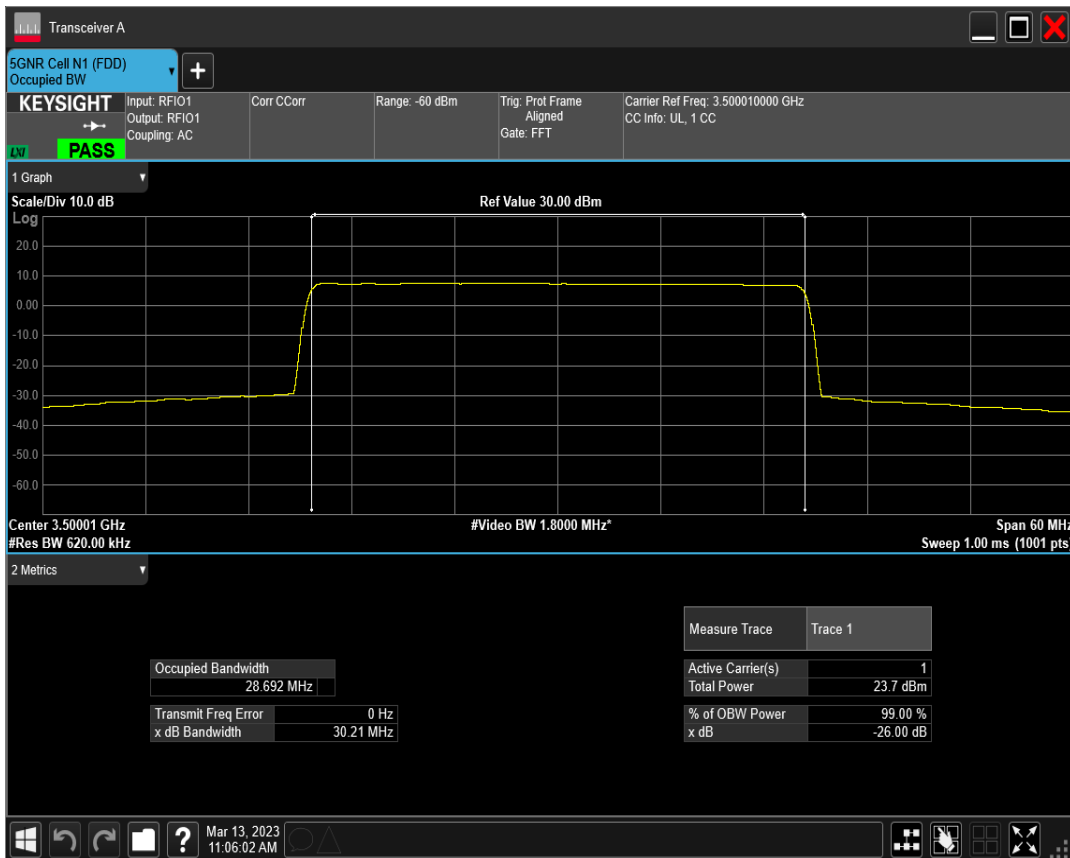 Transceiver A
5GNR Cell N1 (FDD)
Occupied BW
KEYSIGHT
LXI
PASS
Input: RFIO1
Output: RFIO1
Coupling: AC
Corr CCorr
Range: -60 dBm
Trig: Prot Frame
Aligned
Gate: FFT
Carrier Ref Freq: 3.500010000 GHz
CC Info: UL, 1 CC
1 Graph
Scale/Div 10.0 dB
Ref Value 30.00 dBm
Log
20.0
10.0
0.00
-10.0
-20.0
-30.0
-40.0
-50.0
-60.0
Center 3.50001 GHz
#Video BW 1.8000 MHz*
Span 60 MHz
#Res BW 620.00 kHz
Sweep 1.00 ms (1001 pts)
2 Metrics
Measure Trace Trace 1
Occupied Bandwidth
28.692 MHz
Active Carrier(s) 1
Total Power 23.7 dBm
Transmit Freq Error 0 Hz
x dB Bandwidth 30.21 MHz
% of OBW Power 99.00 %
x dB -26.00 dB
Mar 13, 2023
11:06:02 AM